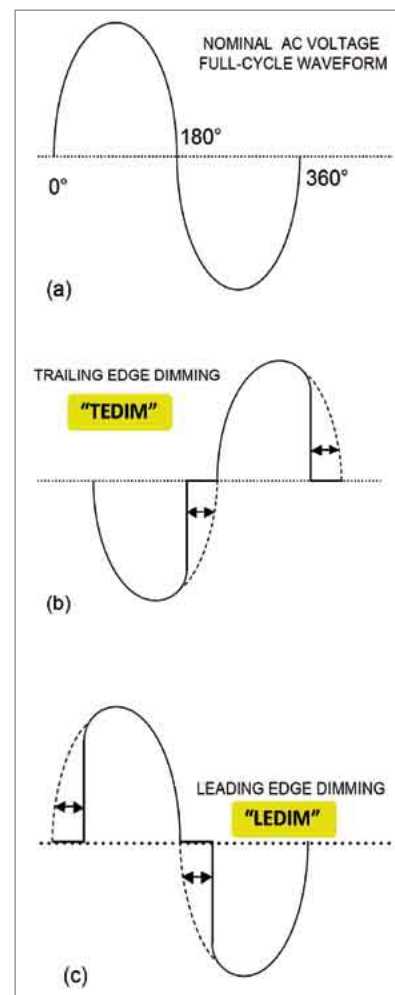 NOMINAL AC VOLTAGE
FULL-CYCLE WAVEFORM
180°
0°
360°
(a)
TRAILING EDGE DIMMING
"TEDIM"
(b)
LEADING EDGE DIMMING
"LEDIM"
(c)